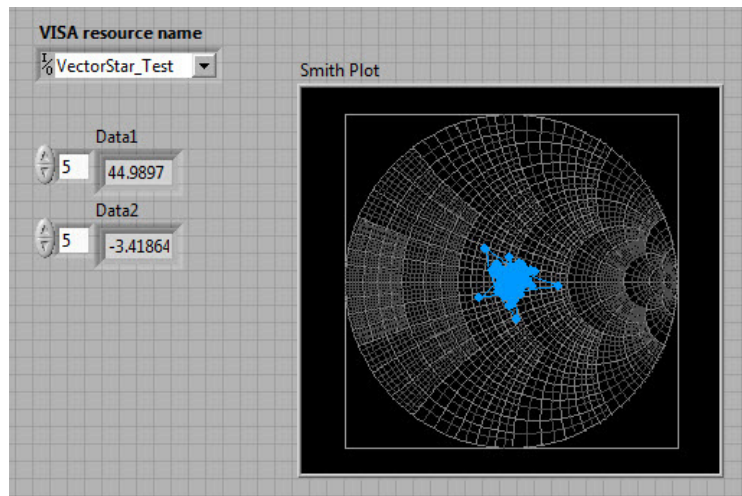 VISA resource name
I/O VectorStar_Test
Smith Plot
Data1
5 44.9897
Data2
5 -3.41864